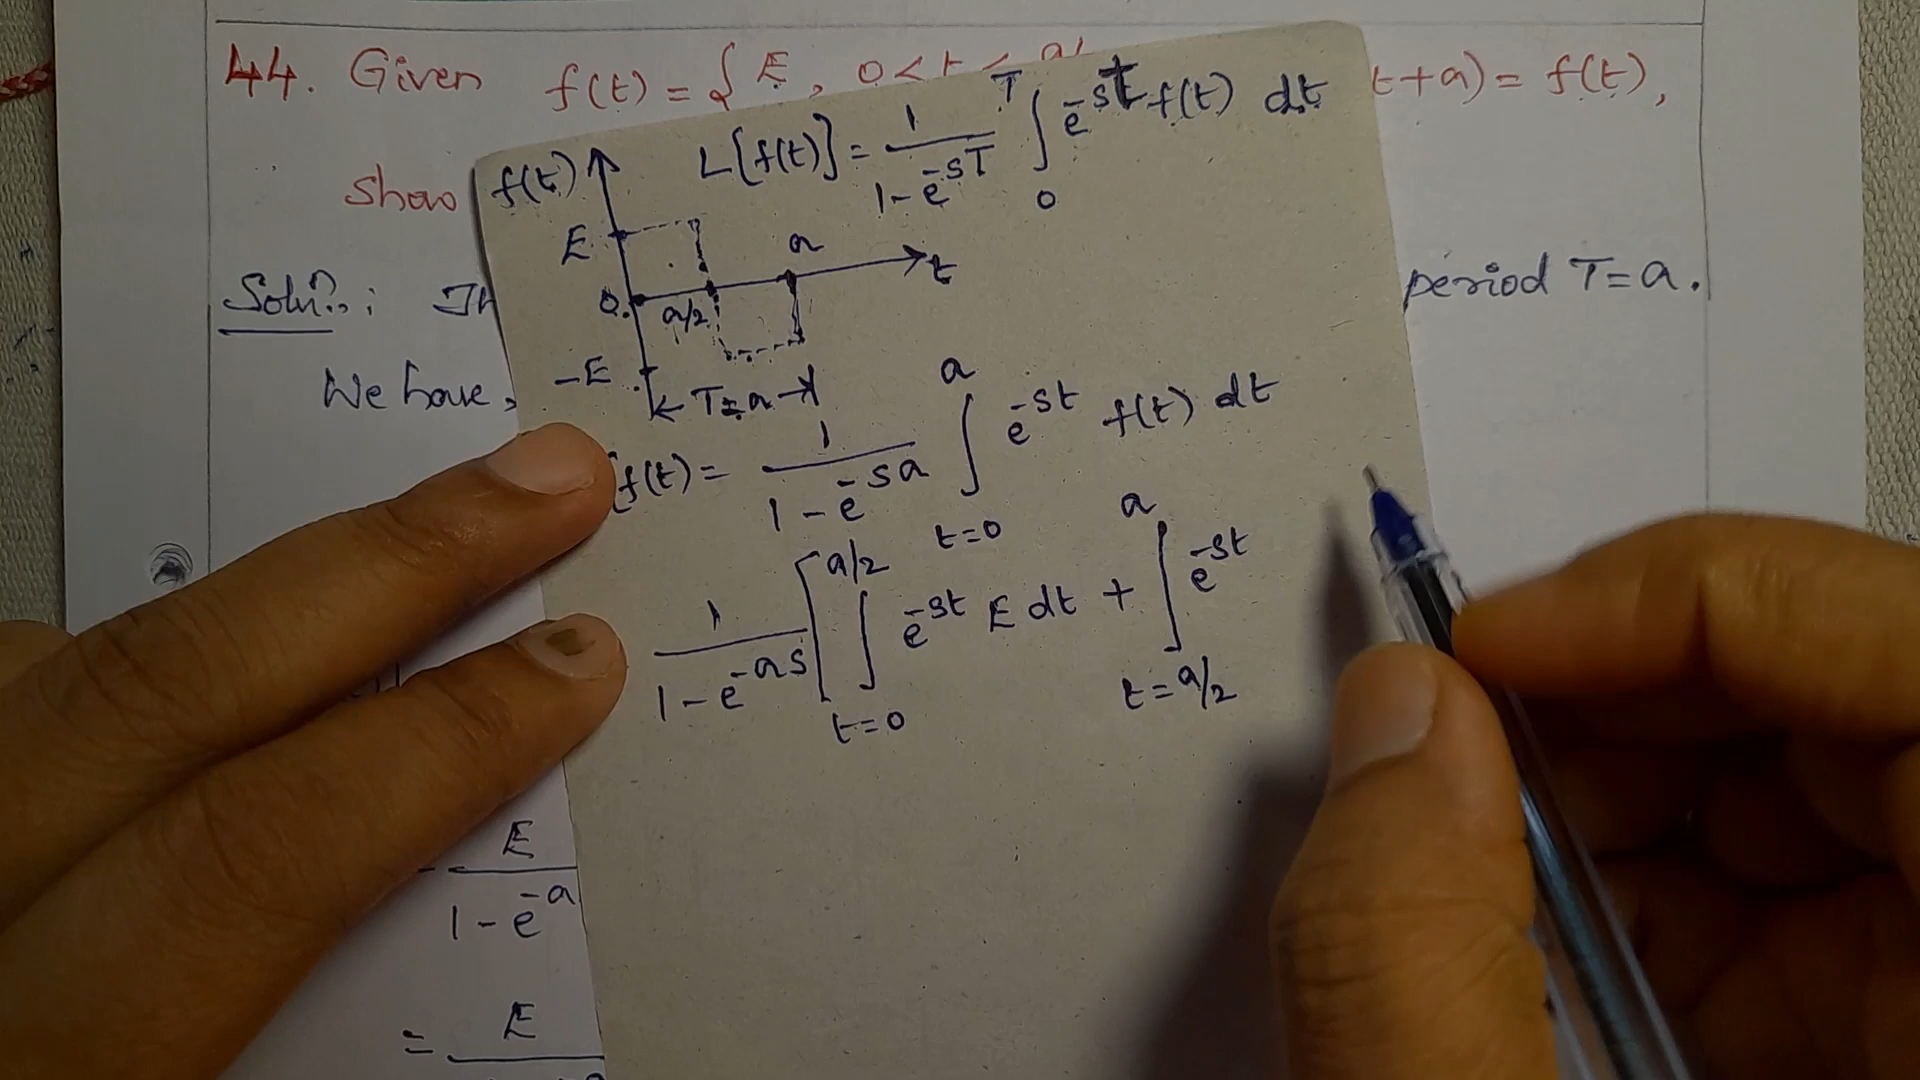 44. Given f(t) = { E, 0 < t < a/ t+a) = f(t),
L[f(t)] = 1/(1-e^-sT) ∫_0^T e^-st f(t) dt
Show
f(t)
E
a
t
0
a/2
-E
T=a
Soln: Th period T=a.
We have,
f(t) = 1/(1-e^-sa) ∫_{t=0}^a e^-st f(t) dt
1/(1-e^-as) [ ∫_{t=0}^{a/2} e^-st E dt + ∫_{t=a/2}^a e^-st
E/(1-e^-a
= E